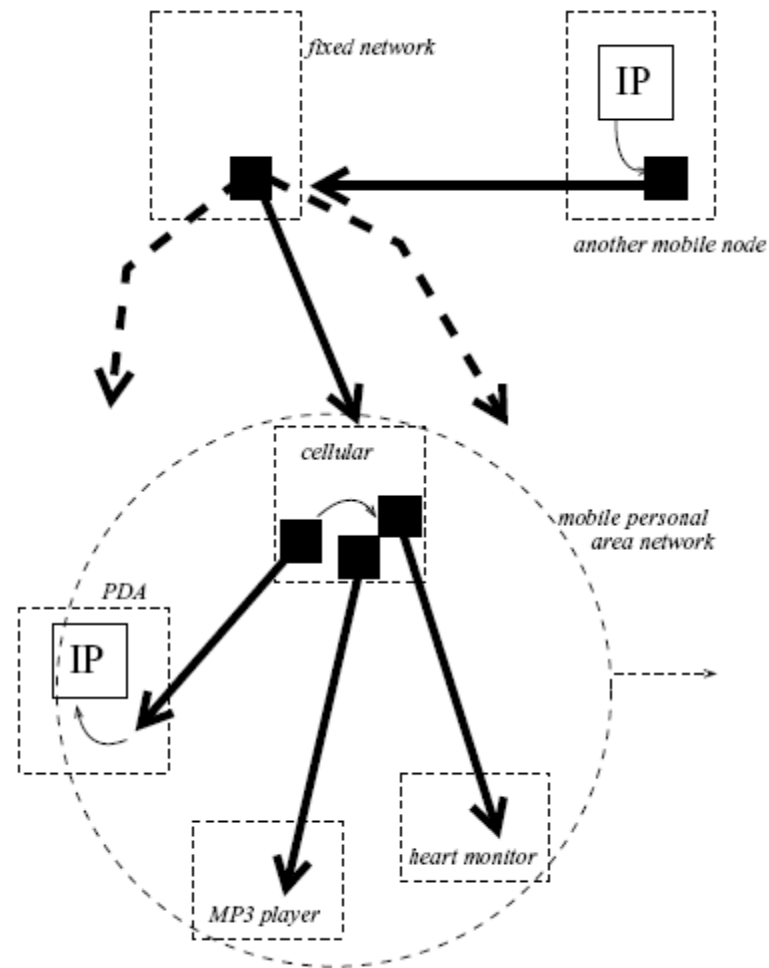 fixed network
IP
another mobile node
cellular
mobile personal
area network
PDA
IP
heart monitor
MP3 player